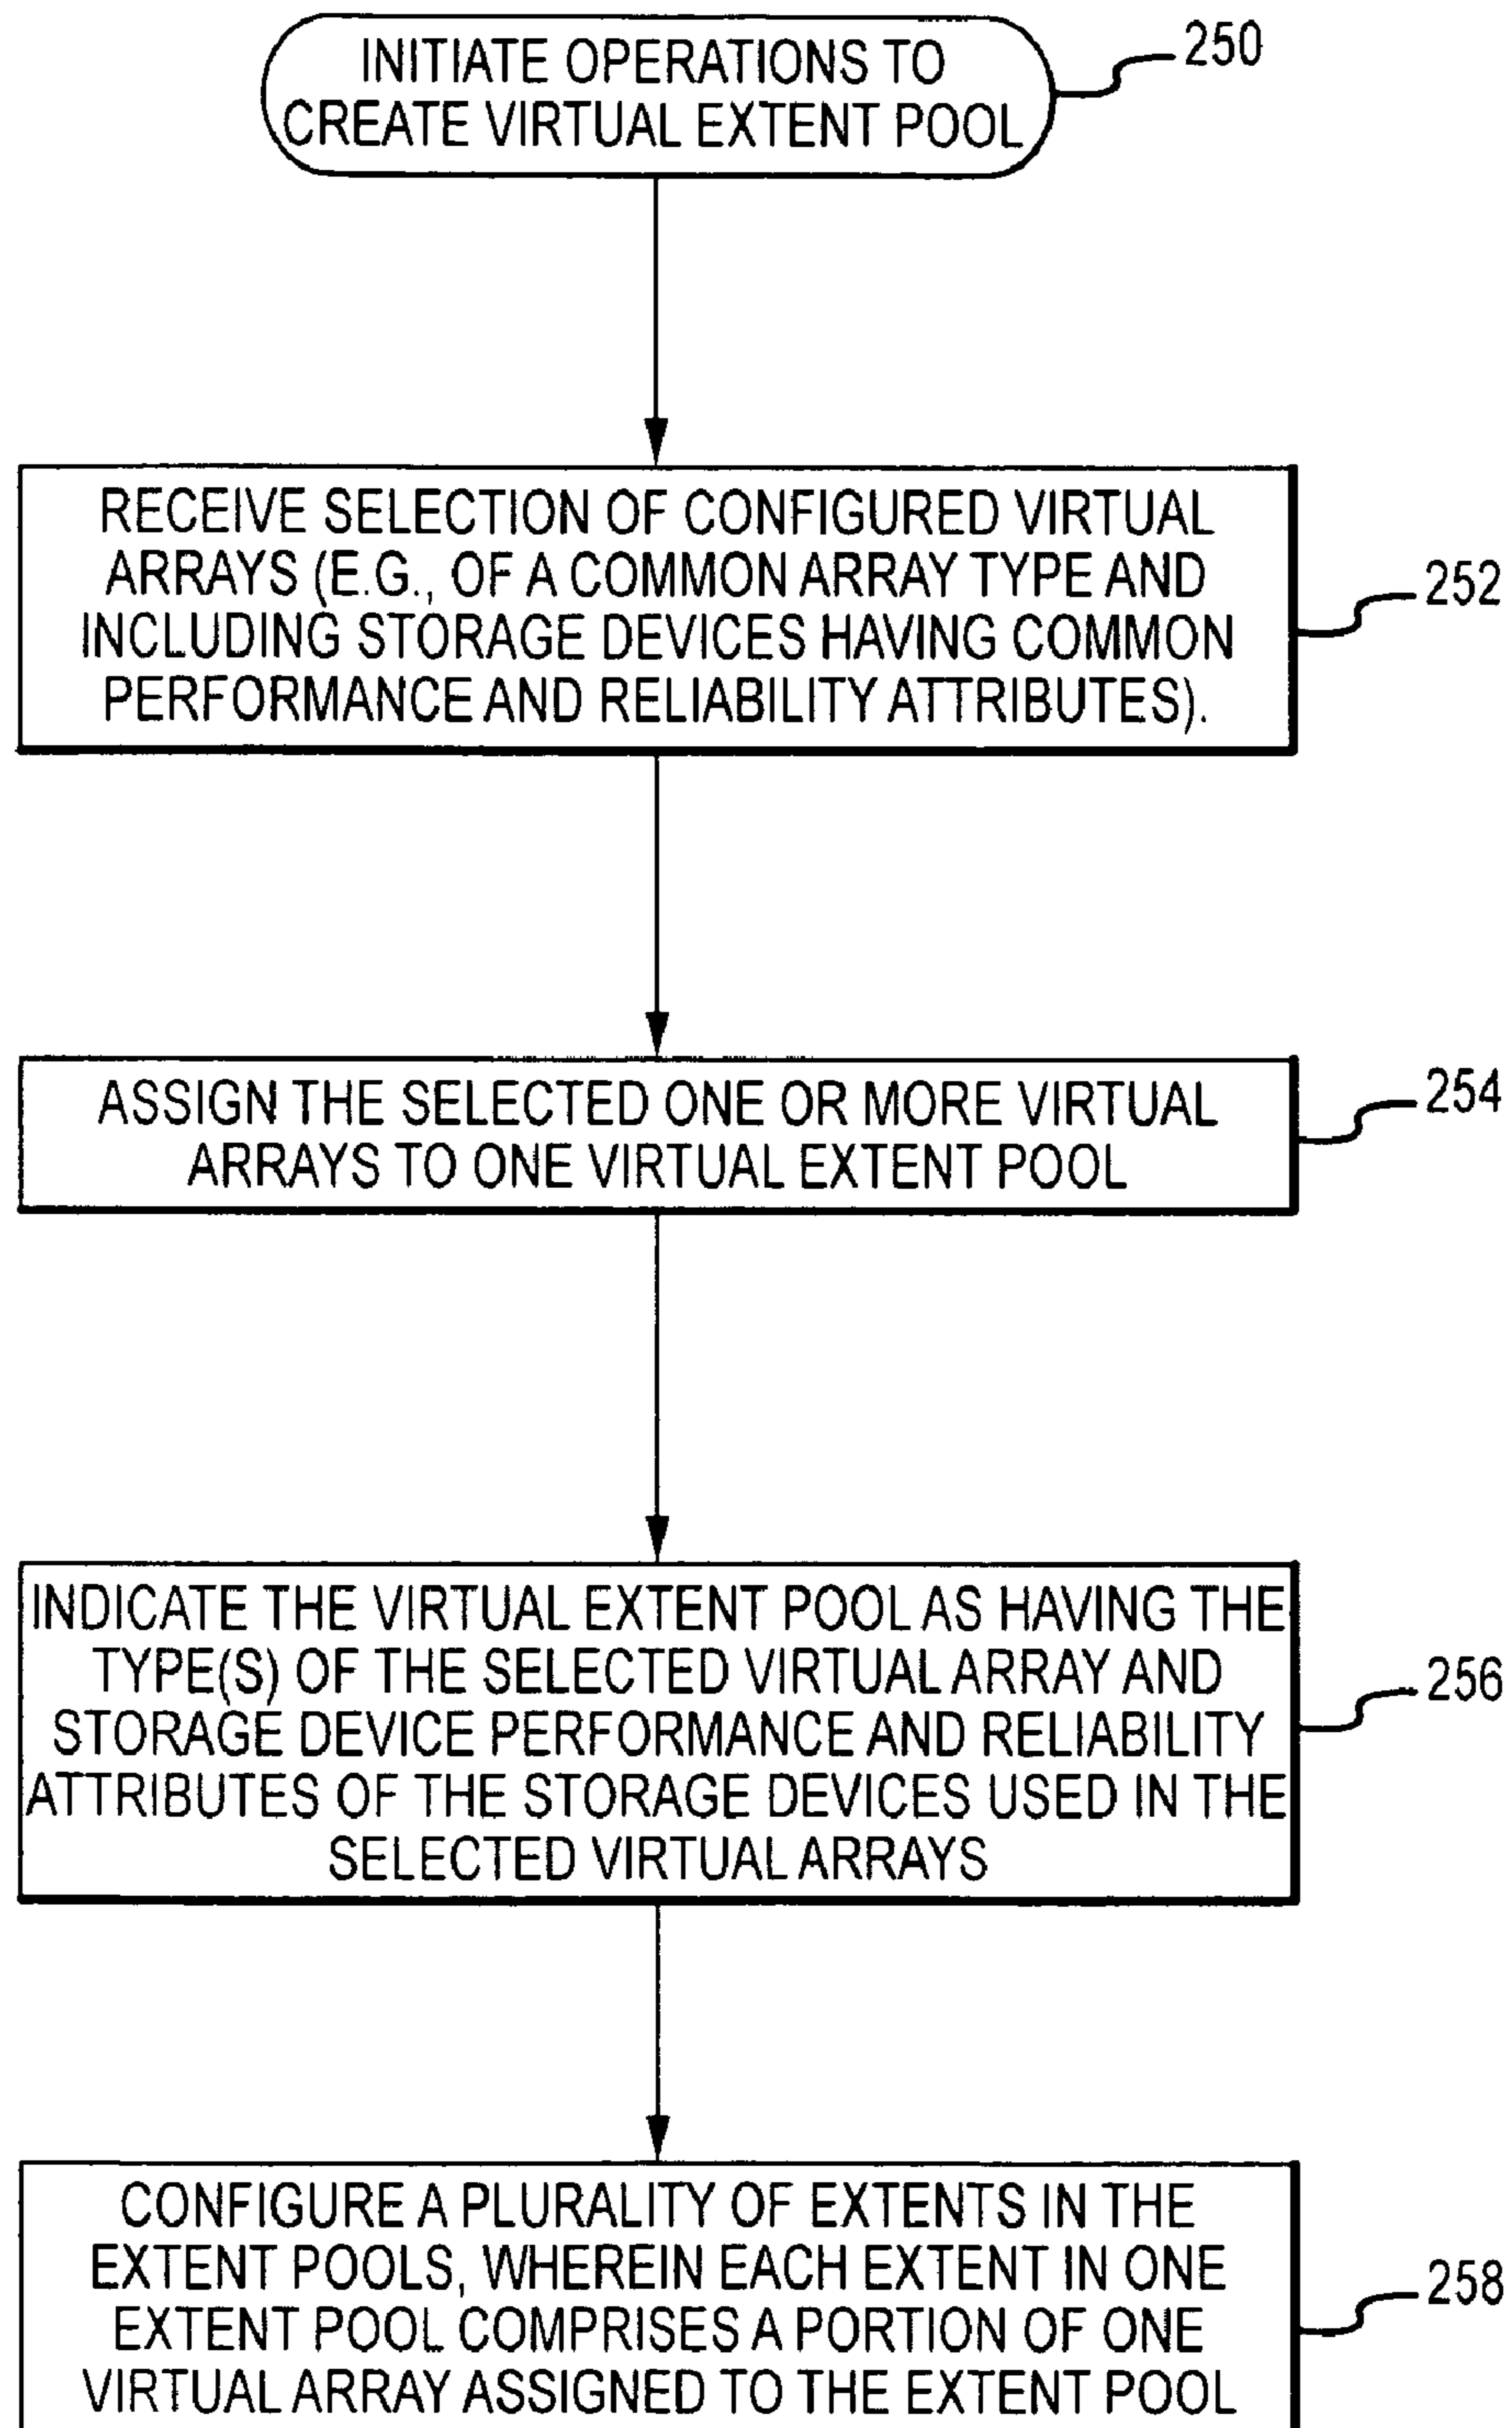 INITIATE OPERATIONS TO
CREATE VIRTUAL EXTENT POOL
250
RECEIVE SELECTION OF CONFIGURED VIRTUAL
ARRAYS (E.G., OF A COMMON ARRAY TYPE AND
INCLUDING STORAGE DEVICES HAVING COMMON
PERFORMANCE AND RELIABILITY ATTRIBUTES).
252
ASSIGN THE SELECTED ONE OR MORE VIRTUAL
ARRAYS TO ONE VIRTUAL EXTENT POOL
254
INDICATE THE VIRTUAL EXTENT POOL AS HAVING THE
TYPE(S) OF THE SELECTED VIRTUAL ARRAY AND
STORAGE DEVICE PERFORMANCE AND RELIABILITY
ATTRIBUTES OF THE STORAGE DEVICES USED IN THE
SELECTED VIRTUAL ARRAYS
256
CONFIGURE A PLURALITY OF EXTENTS IN THE
EXTENT POOLS, WHEREIN EACH EXTENT IN ONE
EXTENT POOL COMPRISES A PORTION OF ONE
VIRTUAL ARRAY ASSIGNED TO THE EXTENT POOL
258